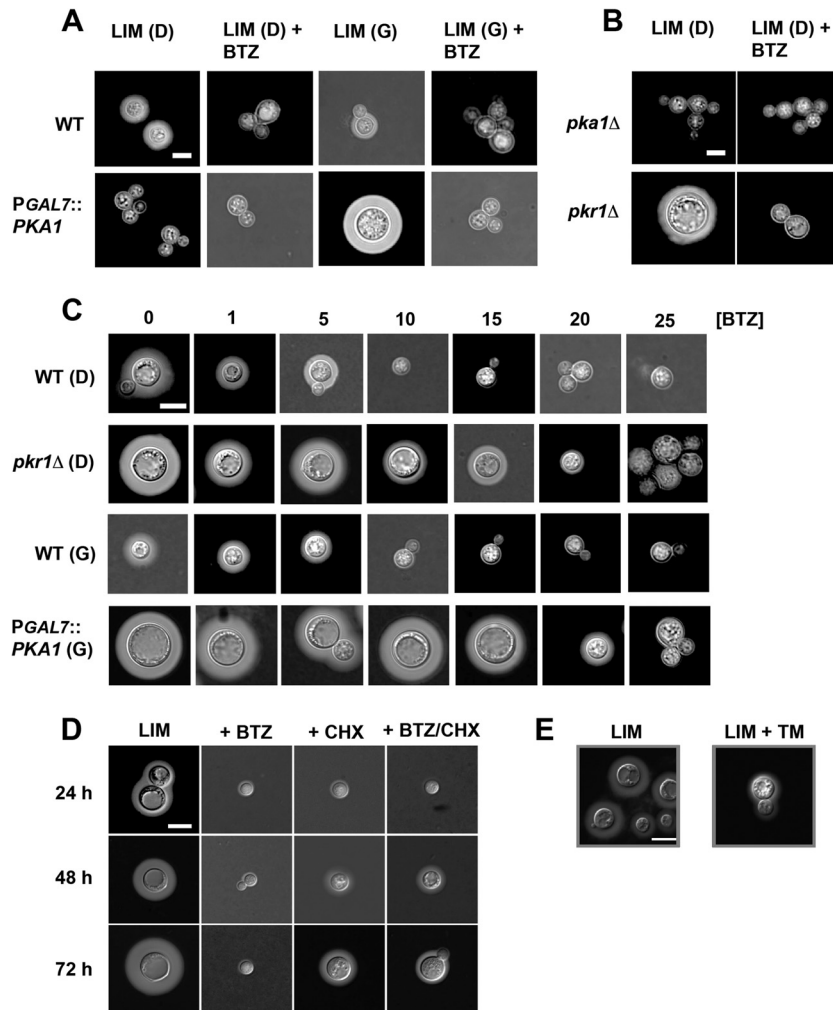 A
B
LIM (D)
LIM (D) +
BTZ
LIM (G)
LIM (G) +
BTZ
LIM (D)
LIM (D) +
BTZ
WT
PGAL7::
PKA1
pka1Δ
pkr1Δ
C
0 1 5 10 15 20 25 [BTZ]
WT (D)
pkr1Δ (D)
WT (G)
PGAL7::
PKA1 (G)
D
LIM + BTZ + CHX + BTZ/CHX
24 h
48 h
72 h
E
LIM LIM + TM